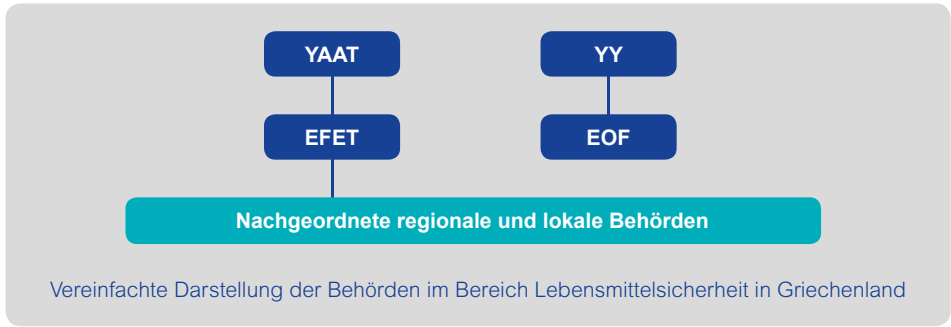 YAAT
YY
EFET
EOF
Nachgeordnete regionale und lokale Behörden
Vereinfachte Darstellung der Behörden im Bereich Lebensmittelsicherheit in Griechenland